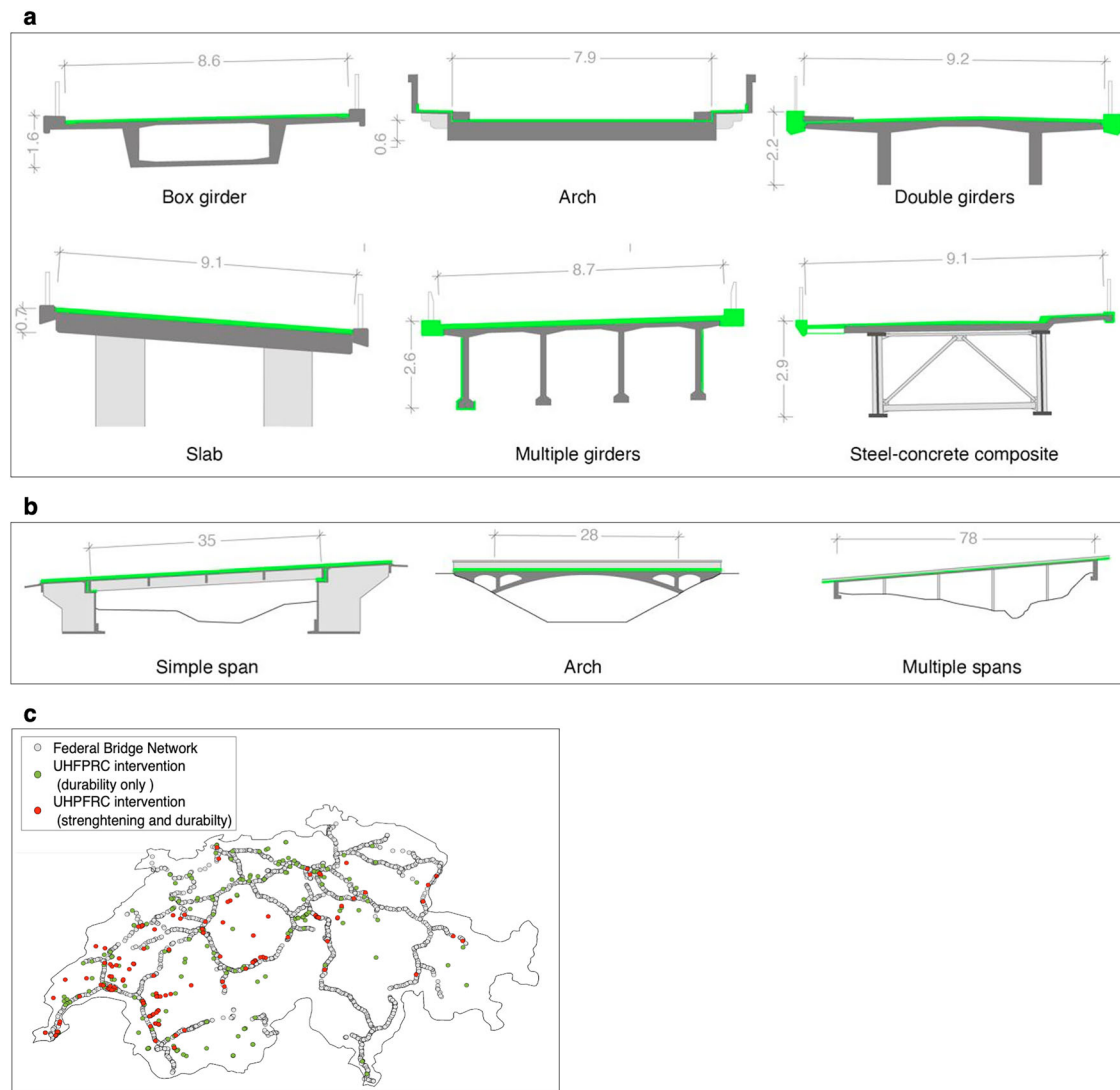 a
8.6
1.6
Box girder
7.9
0.6
Arch
9.2
2.2
Double girders
9.1
0.7
Slab
8.7
2.6
Multiple girders
9.1
2.9
Steel-concrete composite
b
35
Simple span
28
Arch
78
Multiple spans
c
Federal Bridge Network
UHFPRC intervention
(durability only )
UHPFRC intervention
(strenghtening and durabilty)